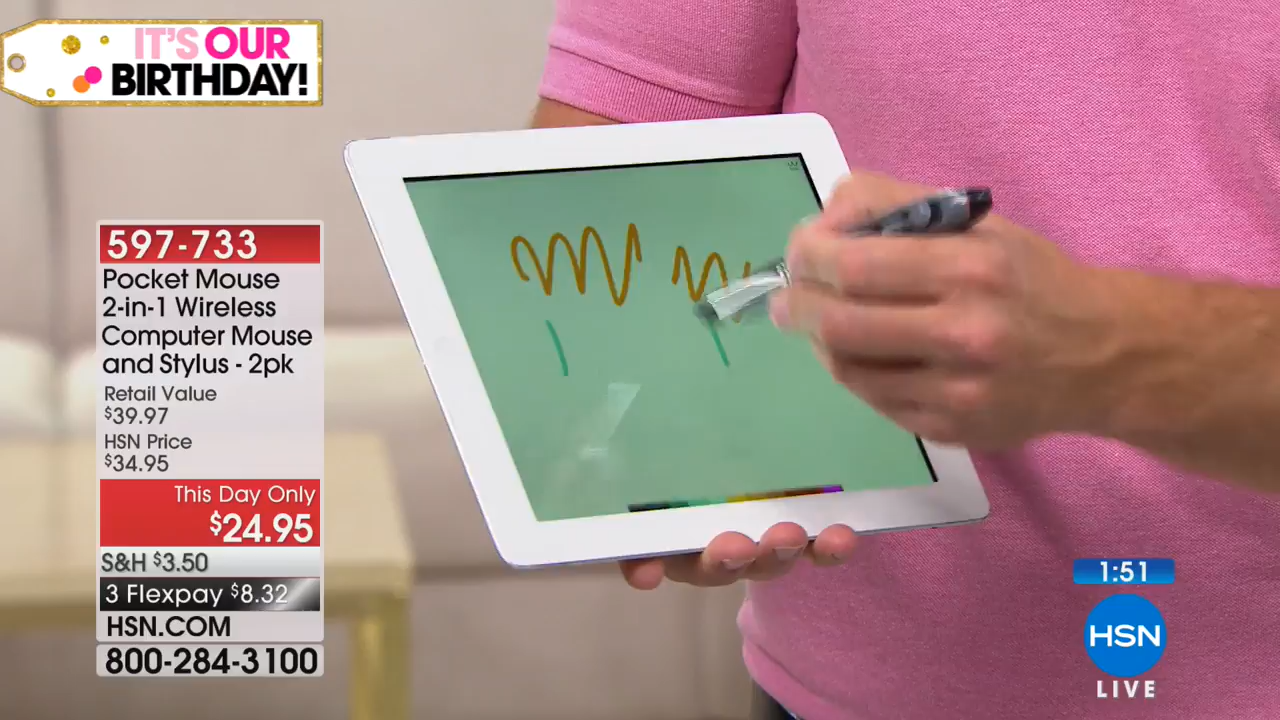 IT'S OUR
BIRTHDAY!
597-733
Pocket Mouse
2-in-1 Wireless
Computer Mouse
and Stylus - 2pk
Retail Value
$39.97
HSN Price
$34.95
This Day Only
$24.95
S&H $3.50
3 Flexpay $8.32
HSN.COM
800-284-3100
1:51
HSN
LIVE